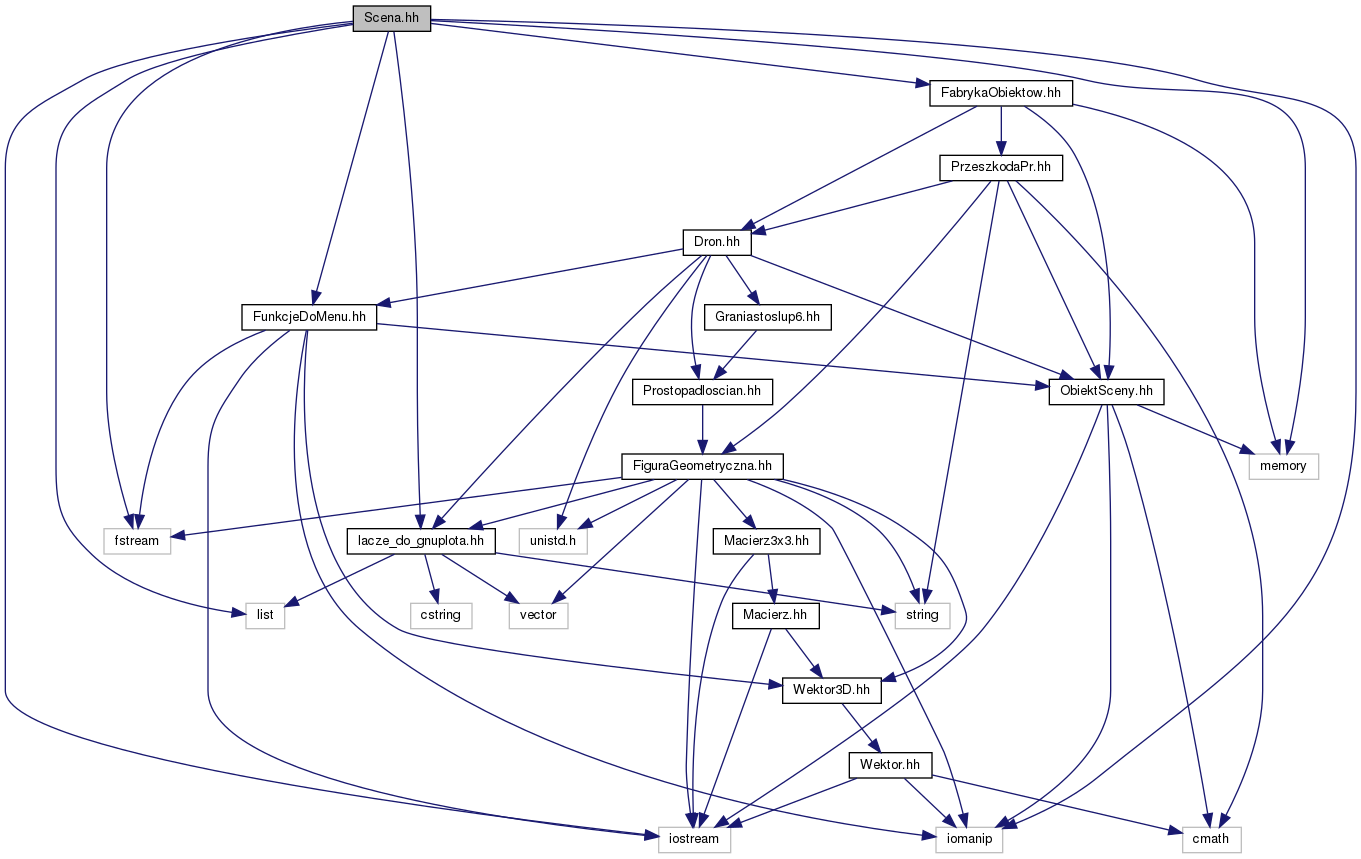 Scena.hh
FabrykaObiektow.hh
PrzeszkodaPr.hh
Dron.hh
FunkcjeDoMenu.hh
Graniastoslup6.hh
Prostopadloscian.hh
ObiektSceny.hh
FiguraGeometryczna.hh
memory
fstream
lacze_do_gnuplota.hh
unistd.h
Macierz3x3.hh
list
cstring
vector
Macierz.hh
string
Wektor3D.hh
Wektor.hh
iostream
iomanip
cmath